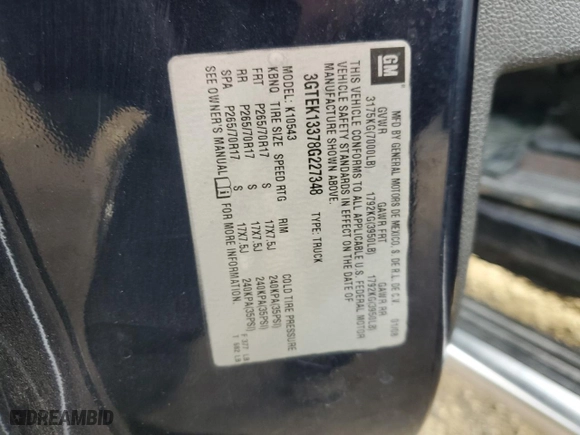 GM
MFD BY GENERAL MOTORS DE MEXICO, S. DE R.L. DE C.V. 01/08
GVWR GAWR FRT GAWR RR
3175KG(7000LB) 1792KG(3950LB) 1792KG(3950LB)
THIS VEHICLE CONFORMS TO ALL APPLICABLE U.S. FEDERAL MOTOR
VEHICLE SAFETY STANDARDS IN EFFECT ON THE DATE OF
MANUFACTURE SHOWN ABOVE.
3GTEK13378G227348 TYPE: TRUCK
MODEL: K10543
KBNQ TIRE SIZE SPEED RTG RIM COLD TIRE PRESSURE
FRT P265/70R17 S 17X7.5J 240KPA(35PSI)
RR P265/70R17 S 17X7.5J 240KPA(35PSI)
SPA P265/70R17 S 17X7.5J 240KPA(35PSI)
SEE OWNER'S MANUAL FOR MORE INFORMATION.
DREAMBID